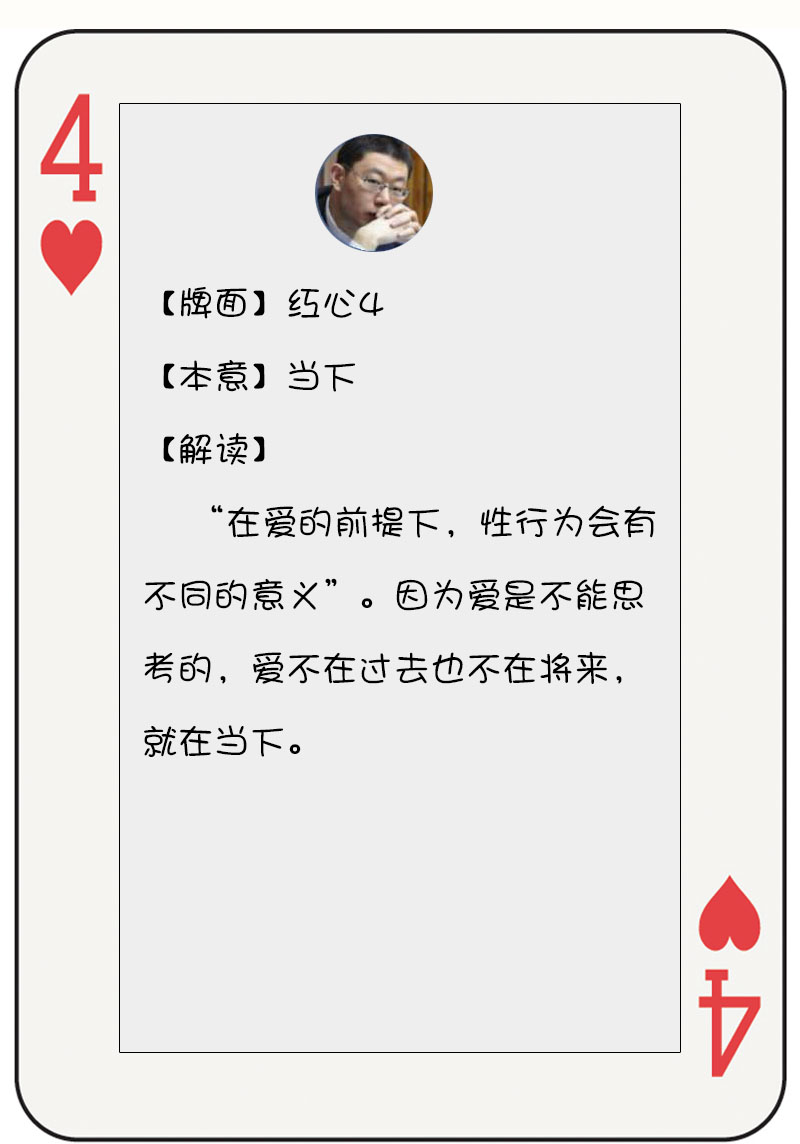 4
【牌面】红心4
【本意】当下
【解读】
“在爱的前提下，性行为会有
不同的意义”。因为爱是不能思
考的，爱不在过去也不在将来，
就在当下。
4